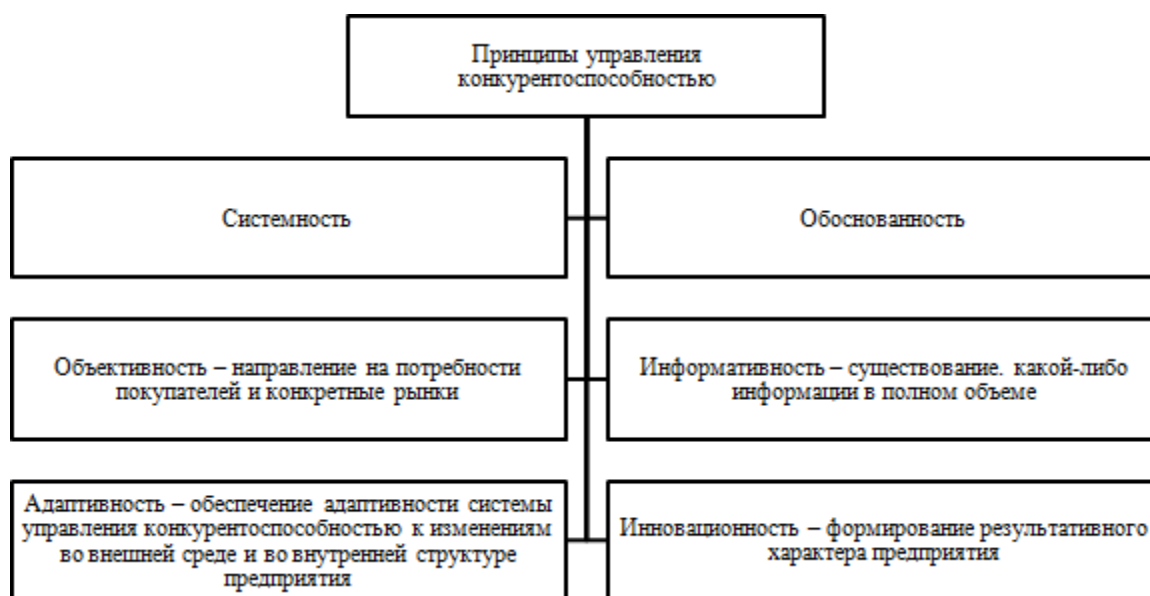 Принципы управления
конкурентоспособностью
Системность
Обоснованность
Объективность – направление на потребности
покупателей и конкретные рынки
Информативность – существование. какой-либо
информации в полном объеме
Адаптивность – обеспечение адаптивности системы
управления конкурентоспособностью к изменениям
во внешней среде и во внутренней структуре
предприятия
Инновационность – формирование результативного
характера предприятия